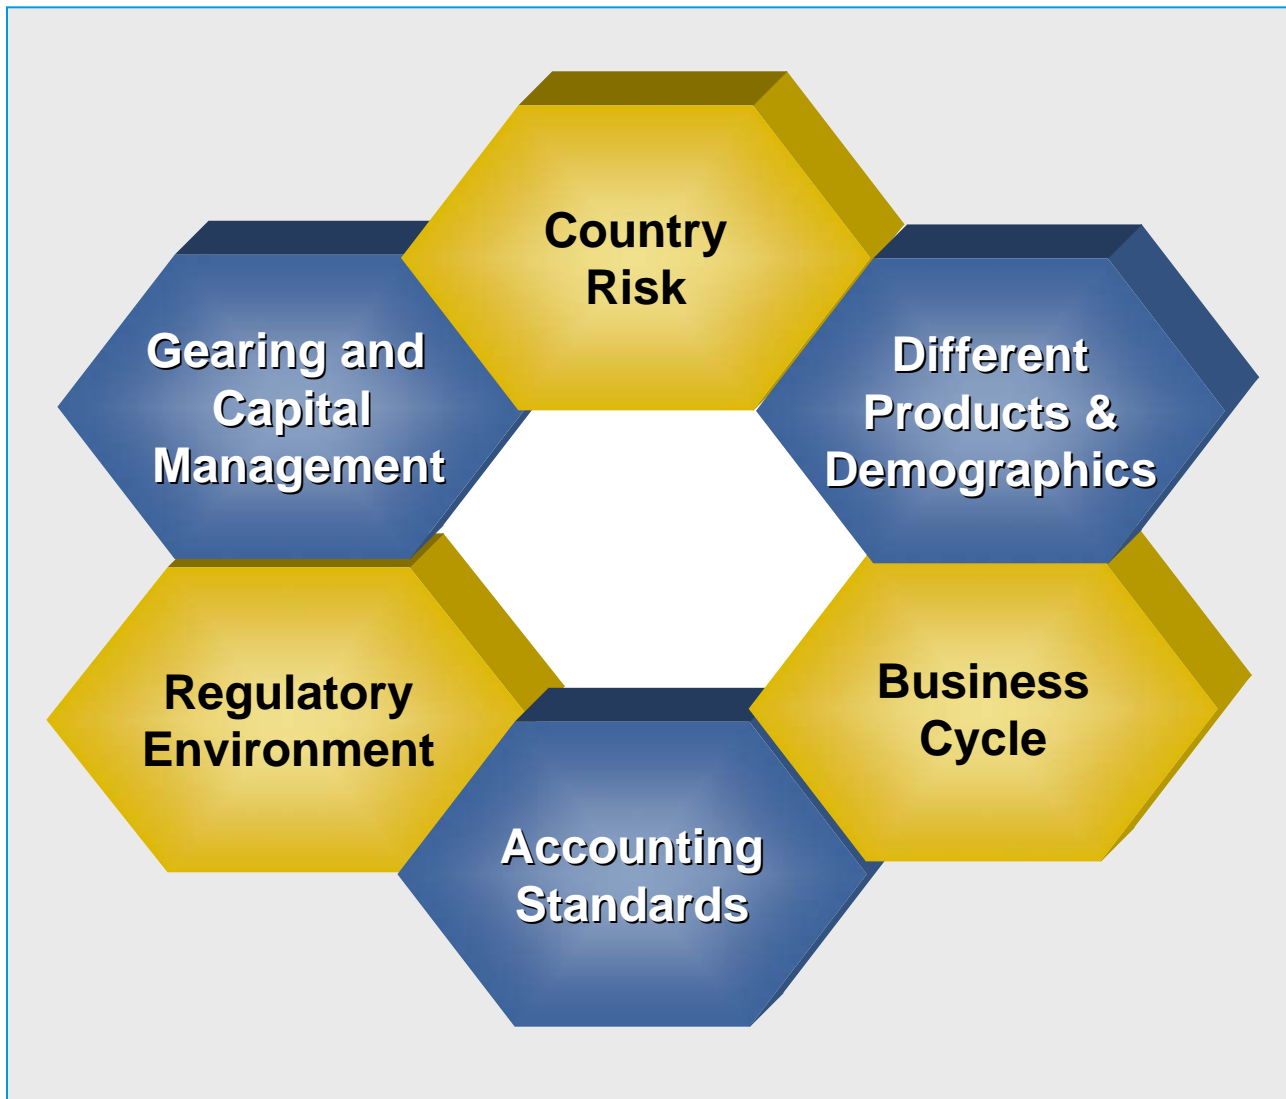 Country
Risk
Gearing and
Capital
Management
Different
Products &
Demographics
Regulatory
Environment
Business
Cycle
Accounting
Standards